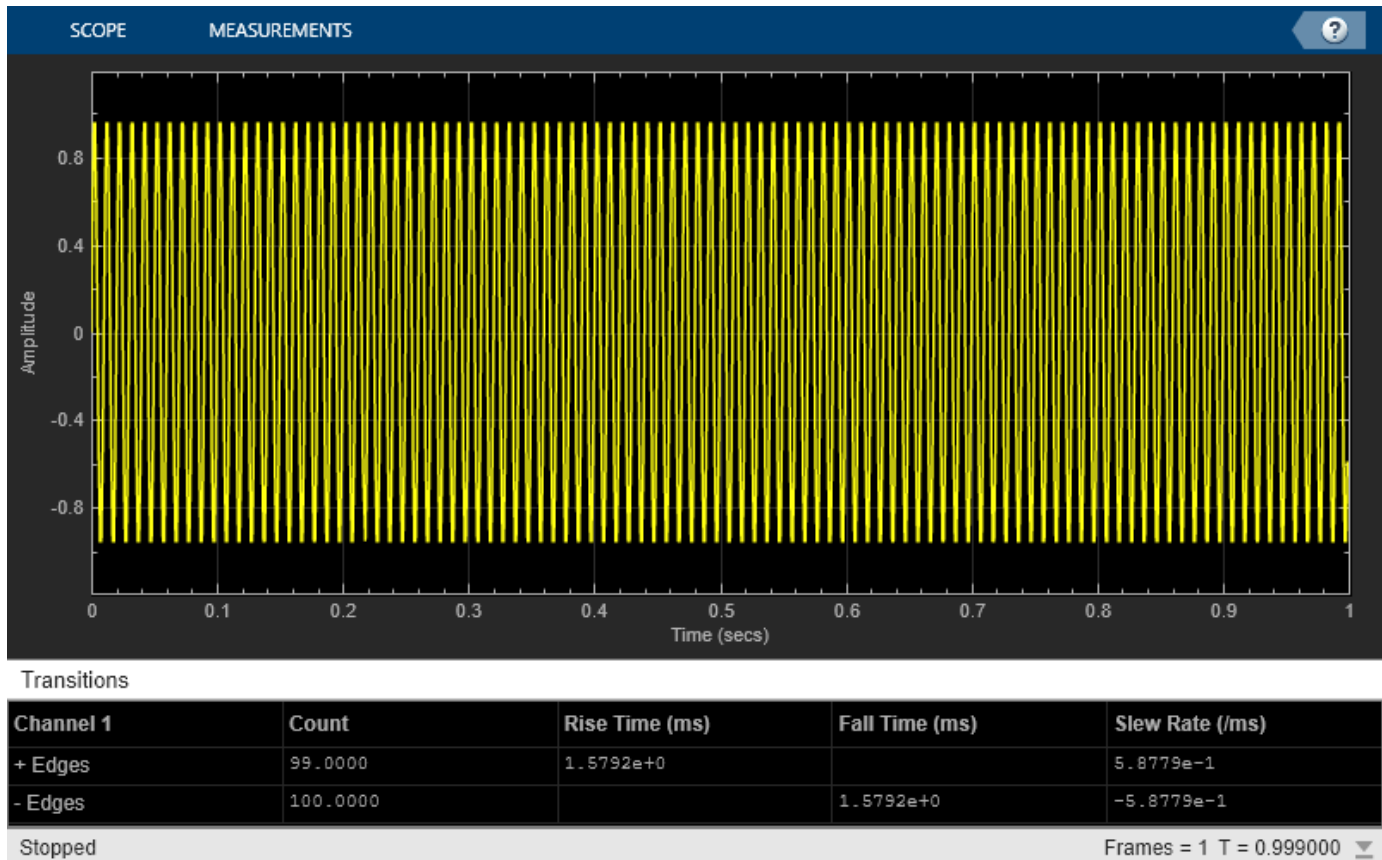 SCOPE MEASUREMENTS ?
0.8
0.4
0
-0.4
-0.8
Amplitude
0 0.1 0.2 0.3 0.4 0.5 0.6 0.7 0.8 0.9 1
Time (secs)
Transitions
Channel 1 Count Rise Time (ms) Fall Time (ms) Slew Rate (/ms)
+ Edges 99.0000 1.5792e+0 5.8779e-1
- Edges 100.0000 1.5792e+0 -5.8779e-1
Stopped Frames = 1 T = 0.999000